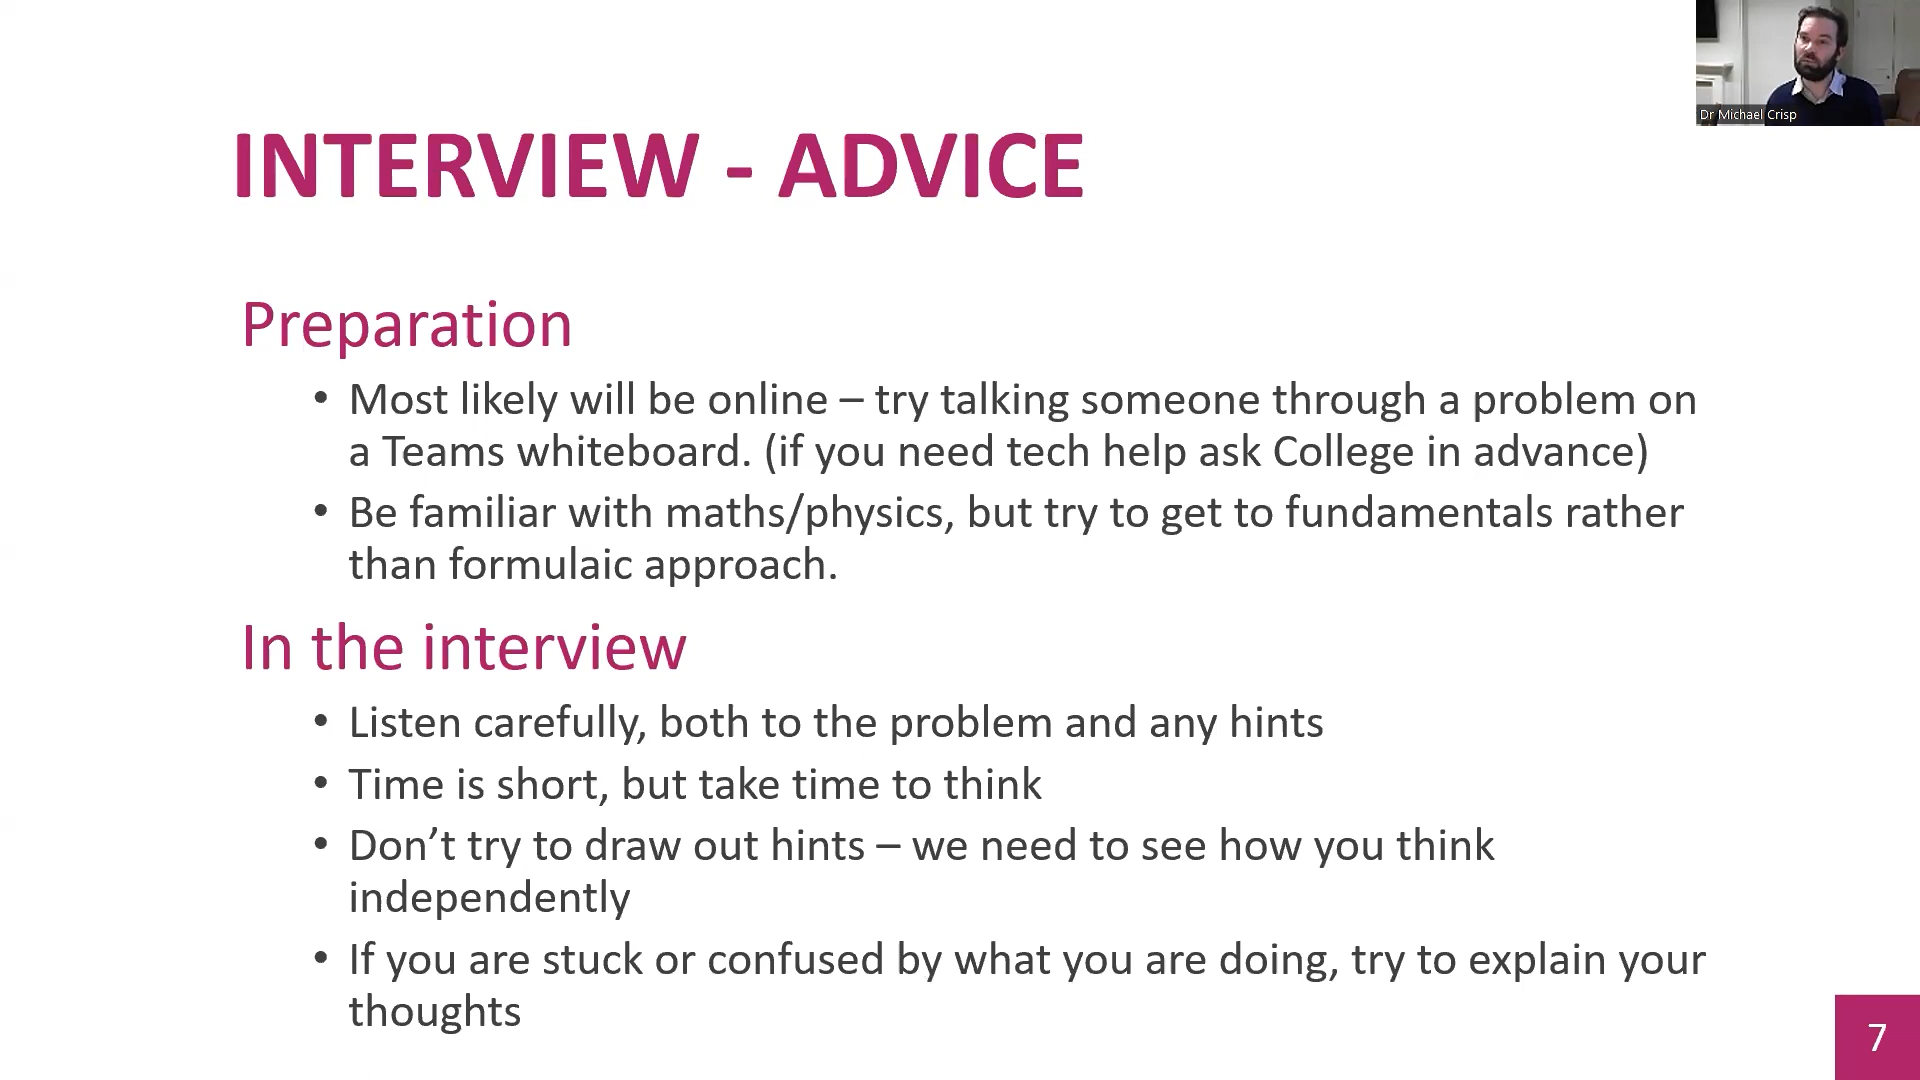 Dr Michael Crisp
INTERVIEW - ADVICE
Preparation
• Most likely will be online – try talking someone through a problem on
a Teams whiteboard. (if you need tech help ask College in advance)
• Be familiar with maths/physics, but try to get to fundamentals rather
than formulaic approach.
In the interview
• Listen carefully, both to the problem and any hints
• Time is short, but take time to think
• Don’t try to draw out hints – we need to see how you think
independently
• If you are stuck or confused by what you are doing, try to explain your
thoughts
7